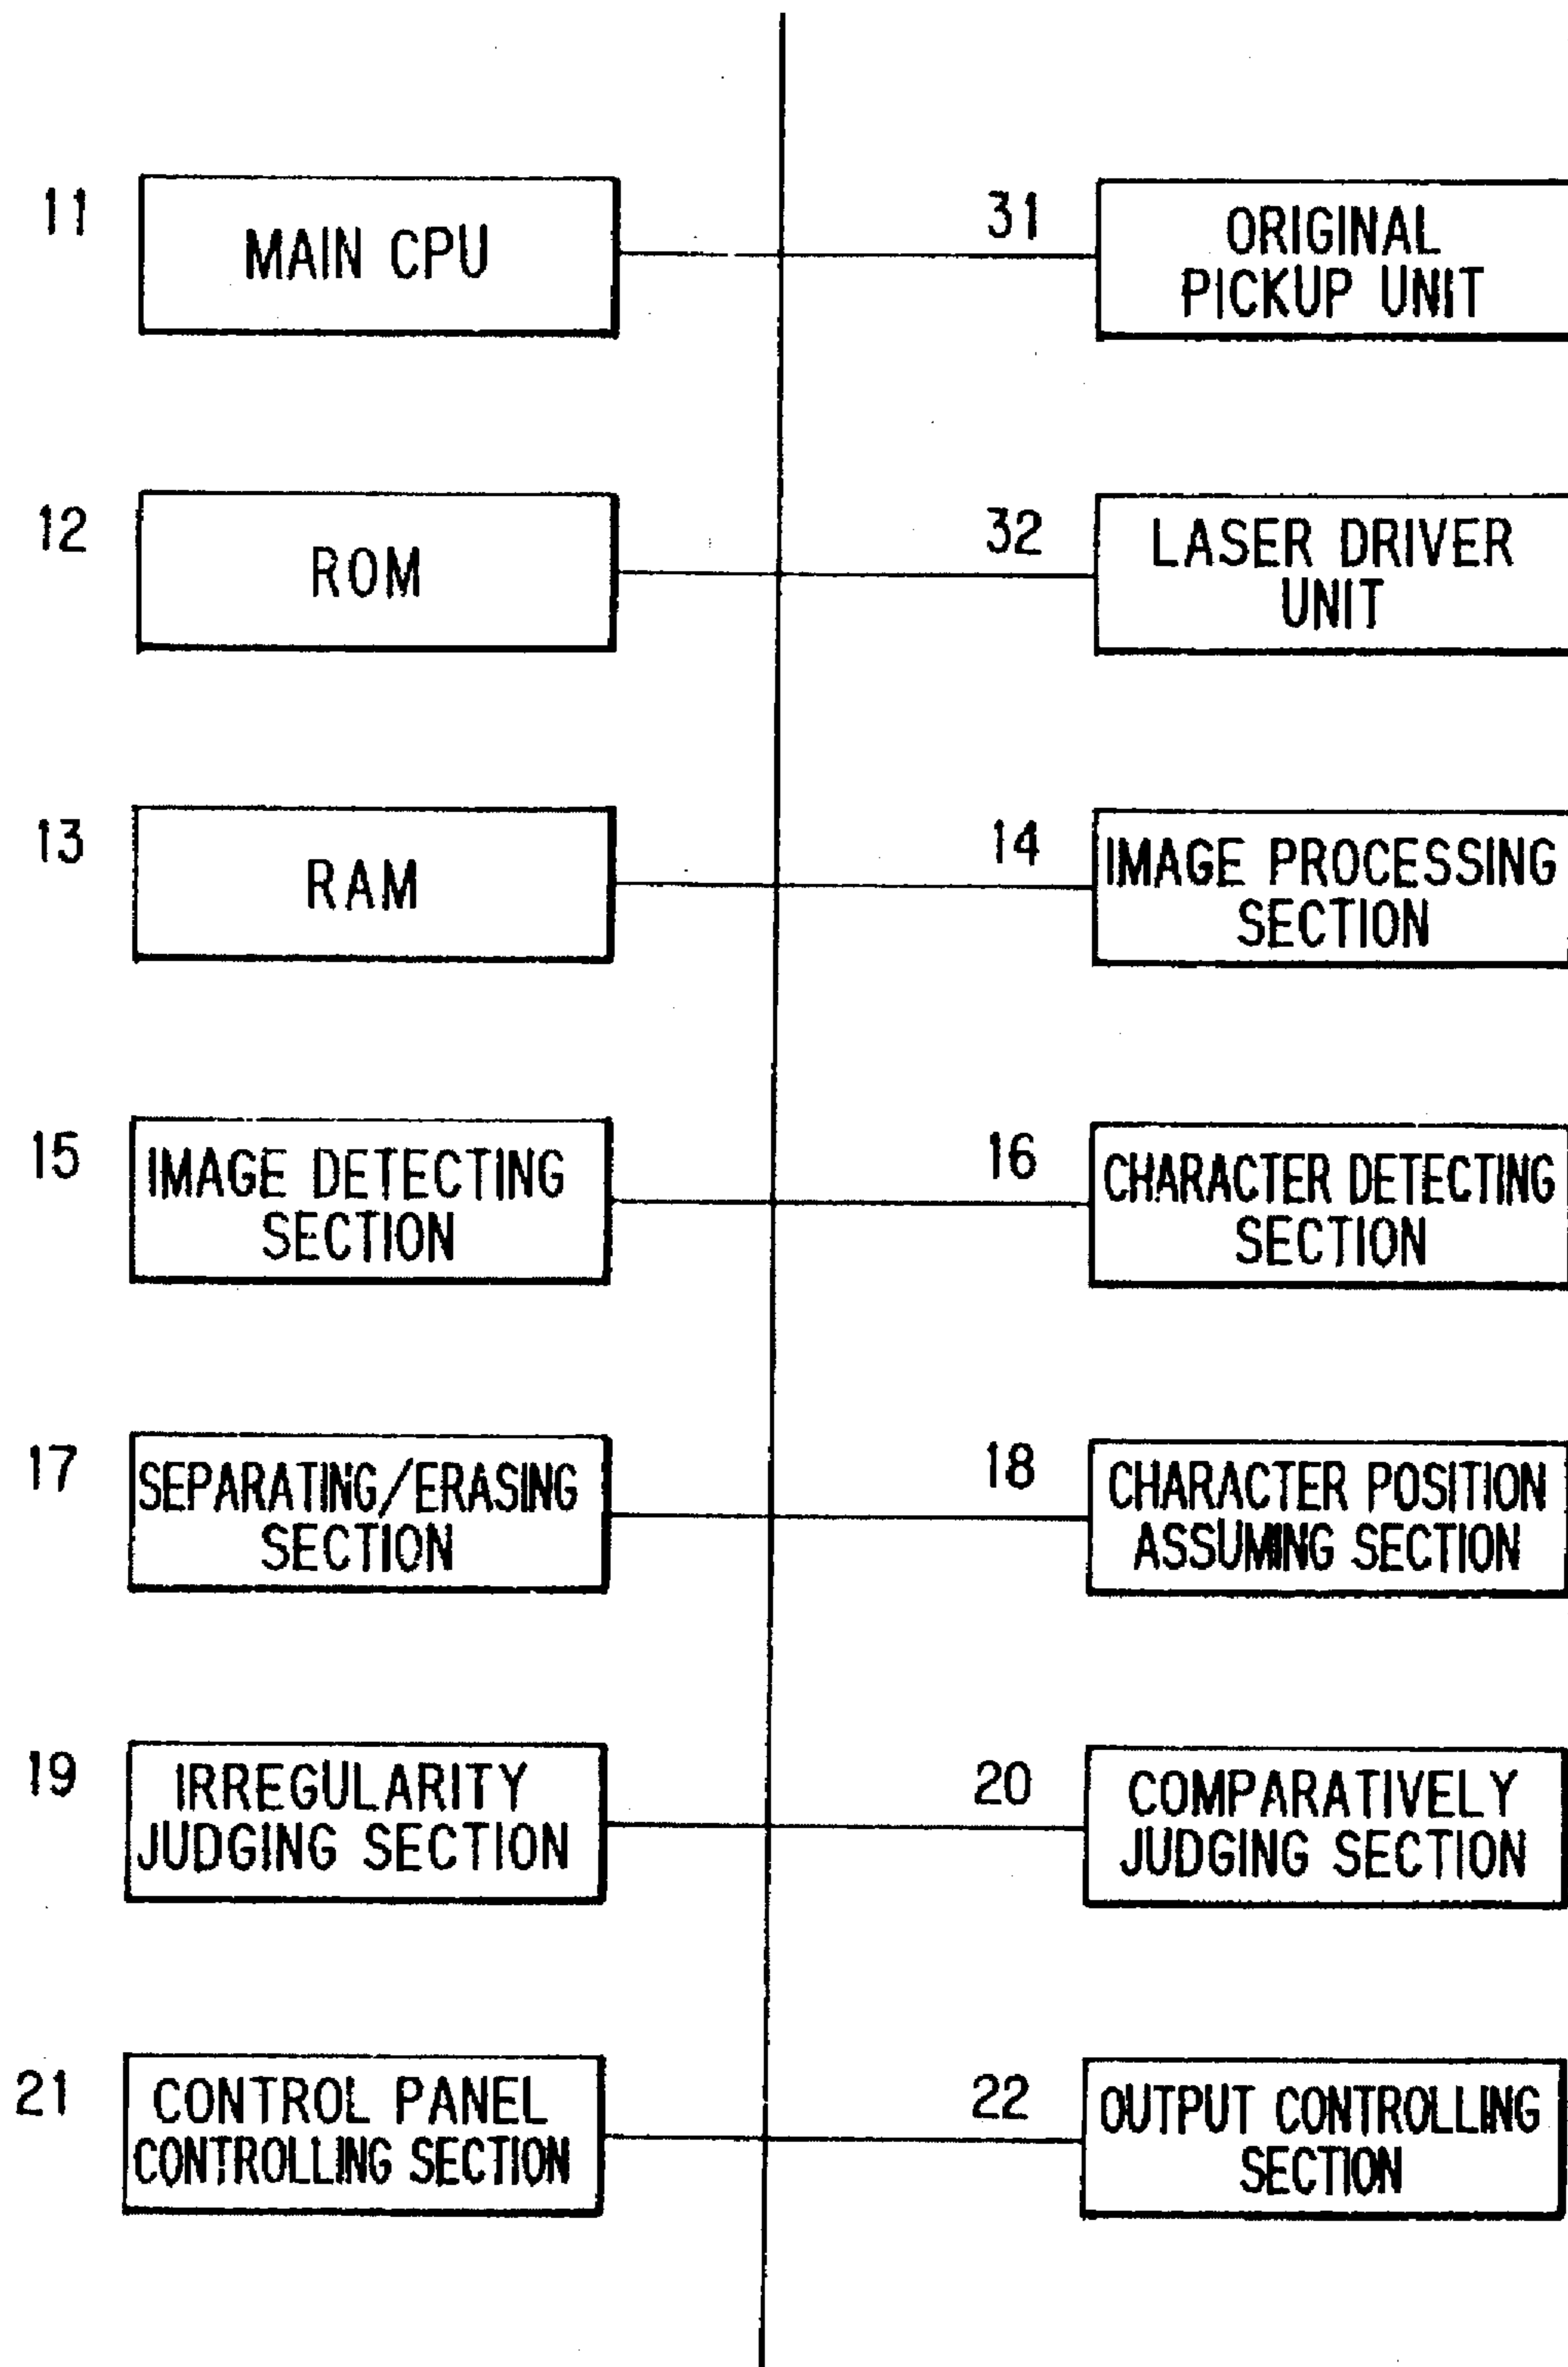 11
MAIN CPU
31
ORIGINAL
PICKUP UNIT
12
ROM
32
LASER DRIVER
UNIT
13
RAM
14
IMAGE PROCESSING
SECTION
15
IMAGE DETECTING
SECTION
16
CHARACTER DETECTING
SECTION
17
SEPARATING/ERASING
SECTION
18
CHARACTER POSITION
ASSUMING SECTION
19
IRREGULARITY
JUDGING SECTION
20
COMPARATIVELY
JUDGING SECTION
21
CONTROL PANEL
CONTROLLING SECTION
22
OUTPUT CONTROLLING
SECTION